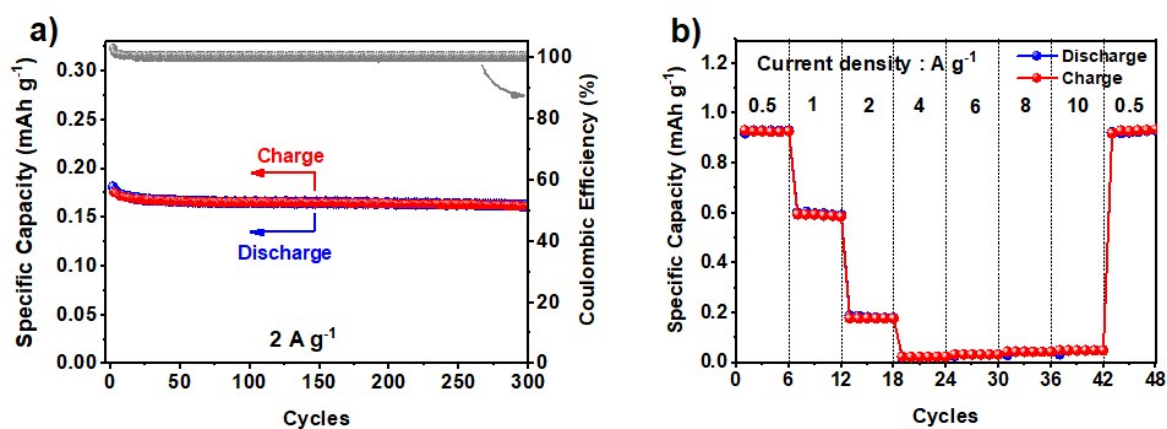 a)
Specific Capacity (mAh g-1)
0.30
0.25
0.20
0.15
0.10
0.05
0.00
Charge
Discharge
2 A g-1
0 50 100 150 200 250 300
Cycles
100
80
60
40
20
0
Coulombic Efficiency (%)
b)
Specific Capacity (mAh g-1)
1.2
1.0
0.8
0.6
0.4
0.2
0.0
Current density : A g-1
Discharge
Charge
0.5 1 2 4 6 8 10 0.5
0 6 12 18 24 30 36 42 48
Cycles